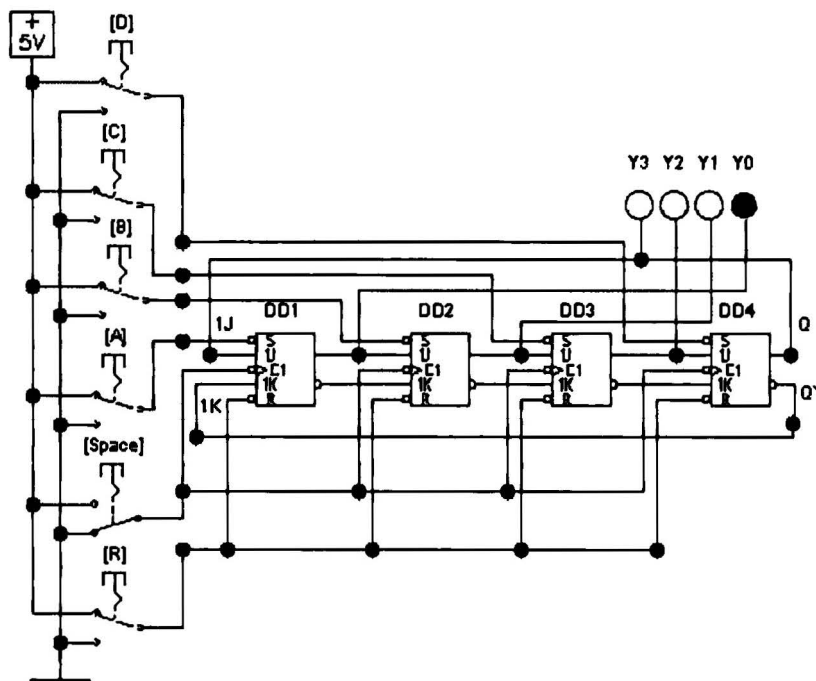 +
5V
[D]
[C]
[B]
[A]
[Space]
[R]
Y3 Y2 Y1 Y0
DD1 DD2 DD3 DD4
1J
1K
Q
S
C1
1K
R
S
C1
1K
R
S
C1
1K
R
S
C1
1K
R